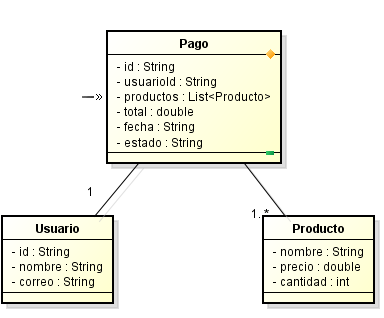 Pago
- id : String
- usuarioId : String
- productos : List<Producto>
- total : double
- fecha : String
- estado : String
1
1..*
Usuario
- id : String
- nombre : String
- correo : String
Producto
- nombre : String
- precio : double
- cantidad : int